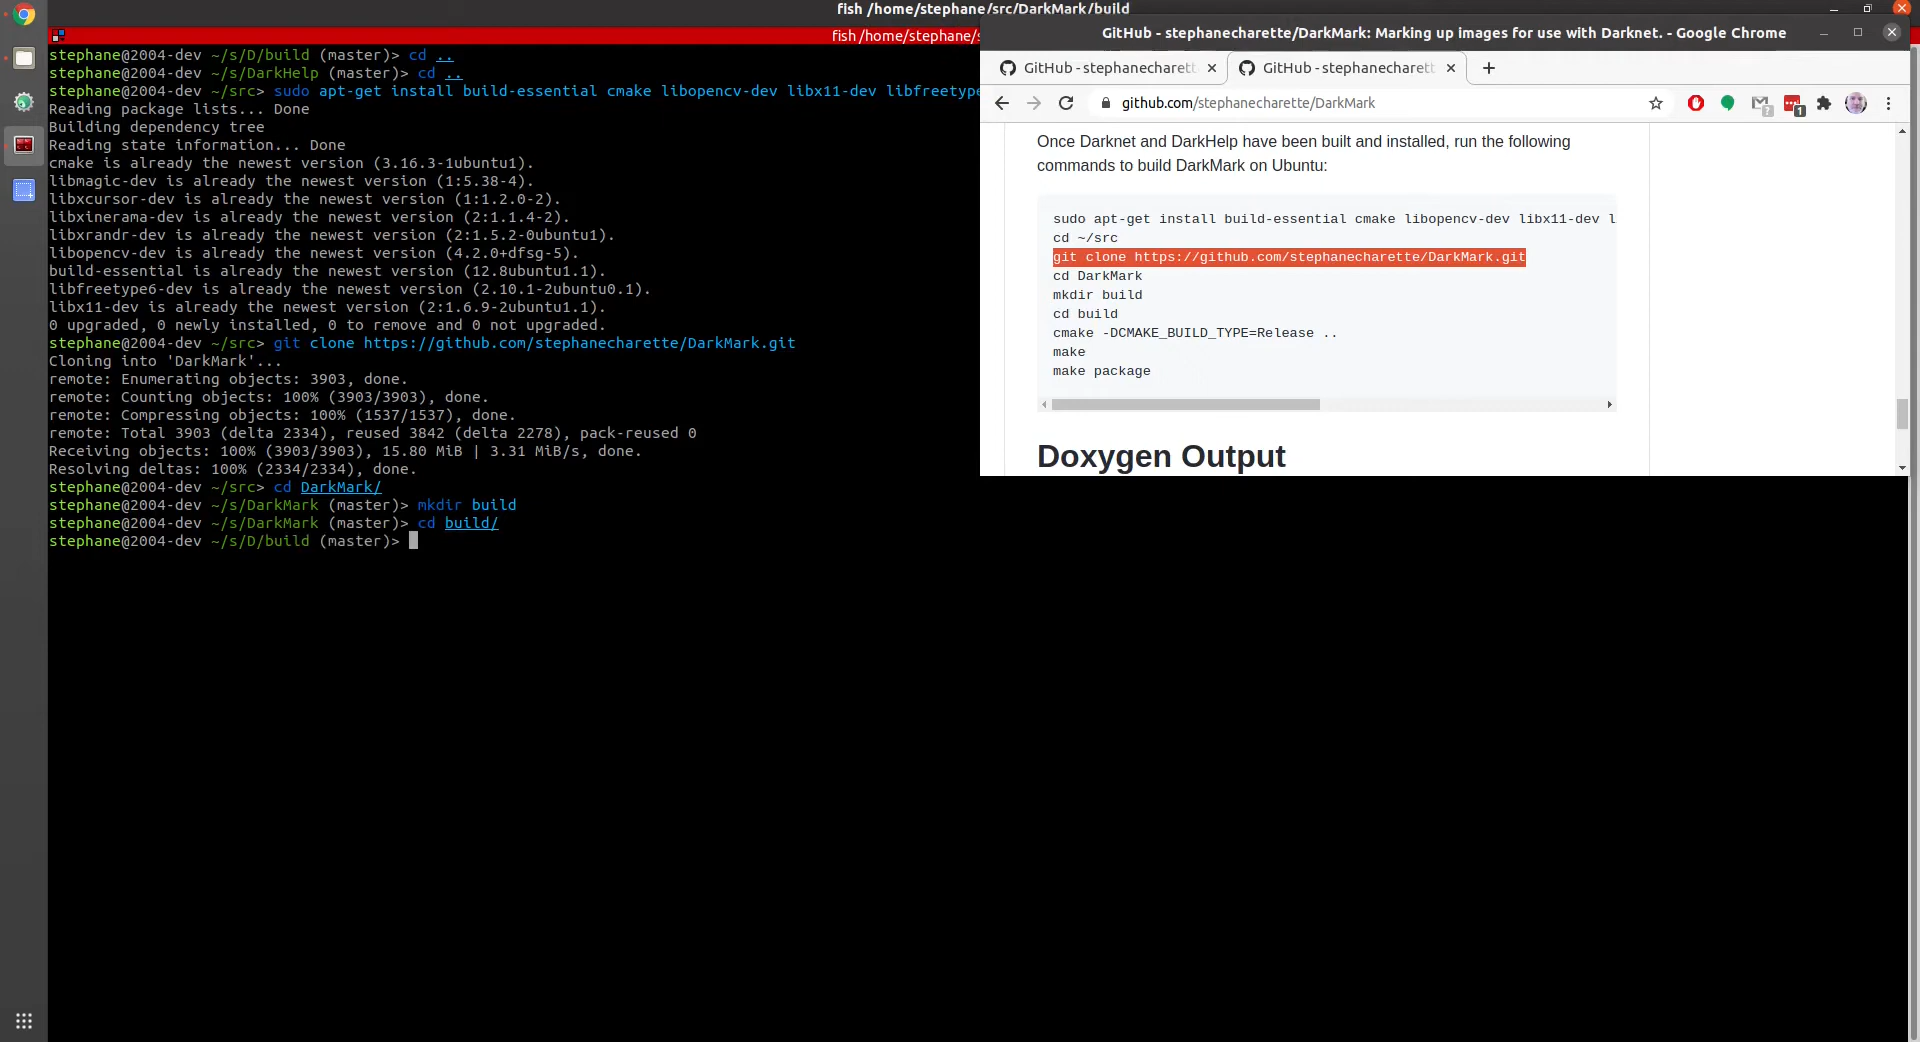 fish /home/stephane/src/DarkMark/build
fish /home/stephane/s
stephane@2004-dev ~/s/D/build (master)> cd ..
stephane@2004-dev ~/s/DarkHelp (master)> cd ..
stephane@2004-dev ~/src> sudo apt-get install build-essential cmake libopencv-dev libx11-dev libfreetype
Reading package lists... Done
Building dependency tree
Reading state information... Done
cmake is already the newest version (3.16.3-1ubuntu1).
libmagic-dev is already the newest version (1:5.38-4).
libxcursor-dev is already the newest version (1:1.2.0-2).
libxinerama-dev is already the newest version (2:1.1.4-2).
libxrandr-dev is already the newest version (2:1.5.2-0ubuntu1).
libopencv-dev is already the newest version (4.2.0+dfsg-5).
build-essential is already the newest version (12.8ubuntu1.1).
libfreetype6-dev is already the newest version (2.10.1-2ubuntu0.1).
libx11-dev is already the newest version (2:1.6.9-2ubuntu1.1).
0 upgraded, 0 newly installed, 0 to remove and 0 not upgraded.
stephane@2004-dev ~/src> git clone https://github.com/stephanecharette/DarkMark.git
Cloning into 'DarkMark'...
remote: Enumerating objects: 3903, done.
remote: Counting objects: 100% (3903/3903), done.
remote: Compressing objects: 100% (1537/1537), done.
remote: Total 3903 (delta 2334), reused 3842 (delta 2278), pack-reused 0
Receiving objects: 100% (3903/3903), 15.80 MiB | 3.31 MiB/s, done.
Resolving deltas: 100% (2334/2334), done.
stephane@2004-dev ~/src> cd DarkMark/
stephane@2004-dev ~/s/DarkMark (master)> mkdir build
stephane@2004-dev ~/s/DarkMark (master)> cd build/
stephane@2004-dev ~/s/D/build (master)>
GitHub - stephanecharette/DarkMark: Marking up images for use with Darknet. - Google Chrome
GitHub - stephanecharett
GitHub - stephanecharett
github.com/stephanecharette/DarkMark
1
Once Darknet and DarkHelp have been built and installed, run the following
commands to build DarkMark on Ubuntu:
sudo apt-get install build-essential cmake libopencv-dev libx11-dev l
cd ~/src
git clone https://github.com/stephanecharette/DarkMark.git
cd DarkMark
mkdir build
cd build
cmake -DCMAKE_BUILD_TYPE=Release ..
make
make package
Doxygen Output